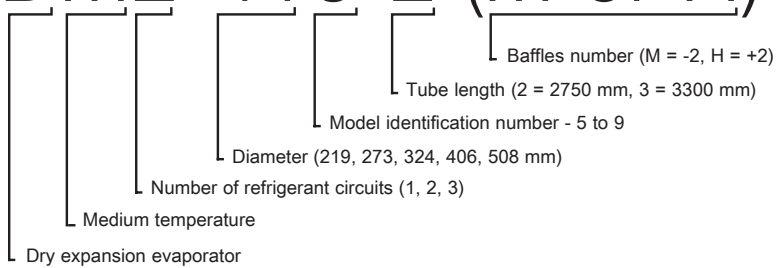 Baffles number (M = -2, H = +2)
Tube length (2 = 2750 mm, 3 = 3300 mm)
Model identification number - 5 to 9
Diameter (219, 273, 324, 406, 508 mm)
Number of refrigerant circuits (1, 2, 3)
Medium temperature
Dry expansion evaporator